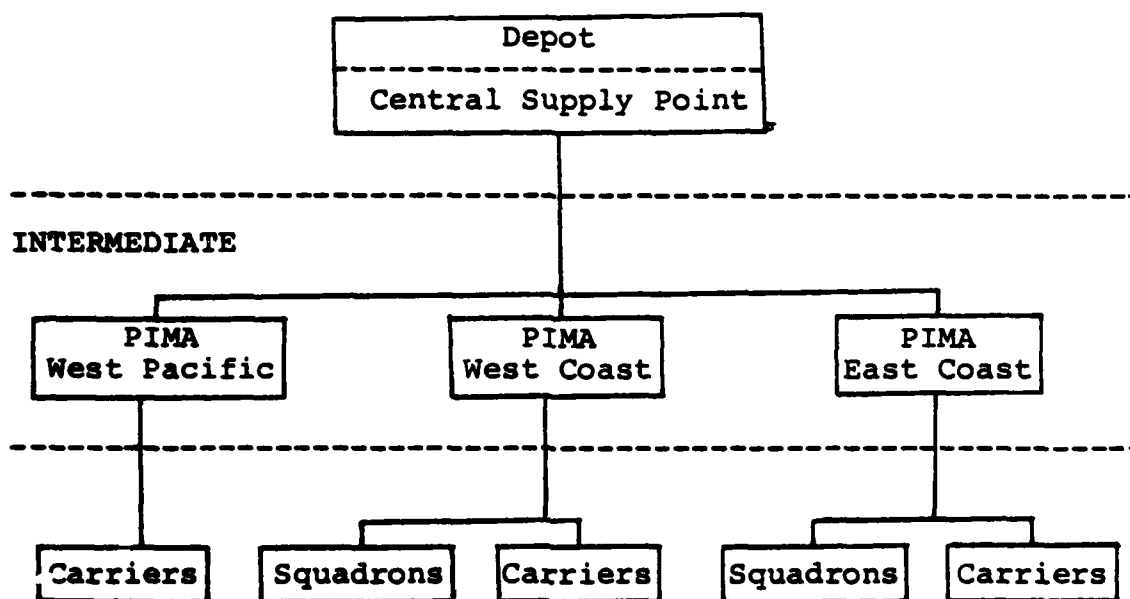 Depot
Central Supply Point
INTERMEDIATE
PIMA
West Pacific
PIMA
West Coast
PIMA
East Coast
Carriers
Squadrons
Carriers
Squadrons
Carriers